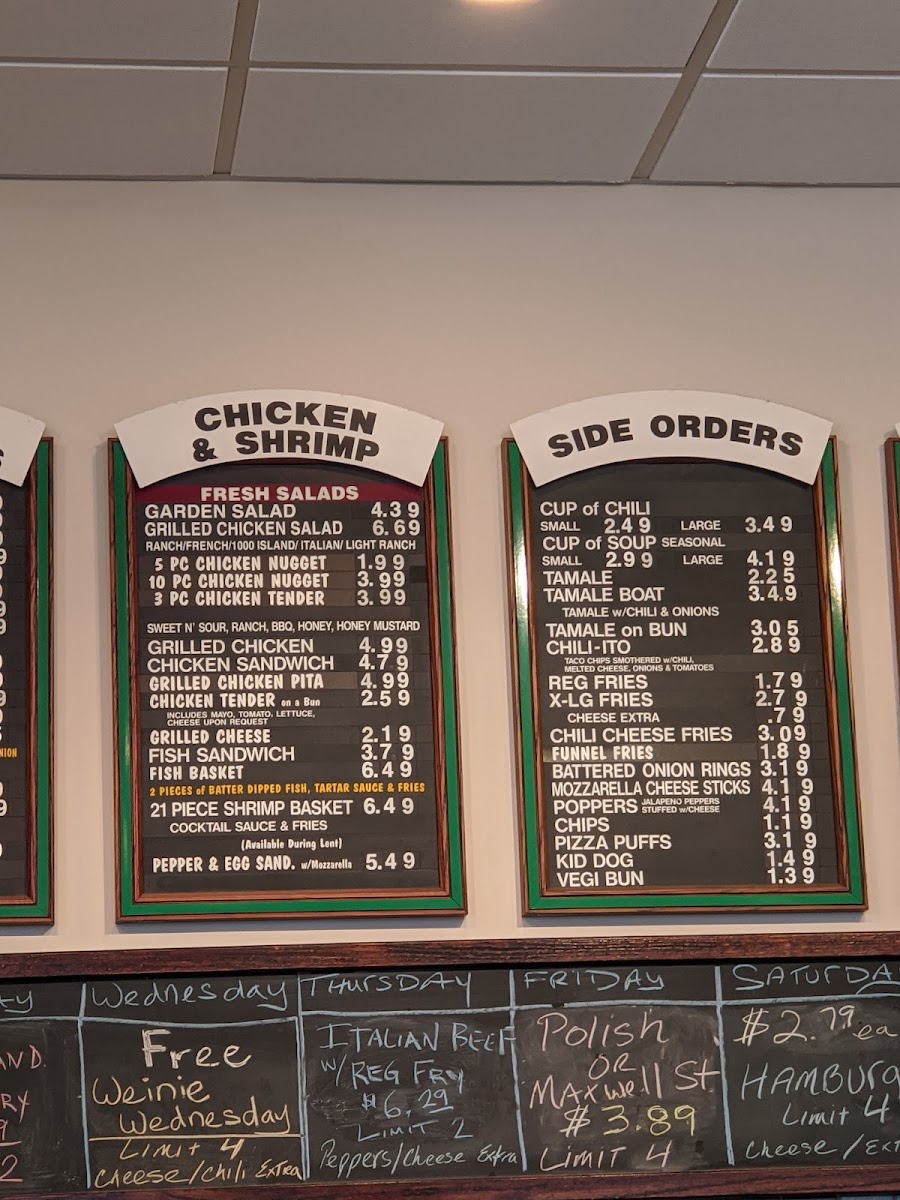 CHICKEN
& SHRIMP
FRESH SALADS
GARDEN SALAD 4.39
GRILLED CHICKEN SALAD 6.69
RANCH/FRENCH/1000 ISLAND/ ITALIAN/ LIGHT RANCH
5 PC CHICKEN NUGGET 1.99
10 PC CHICKEN NUGGET 3.99
3 PC CHICKEN TENDER 3.99
SWEET N' SOUR, RANCH, BBQ, HONEY, HONEY MUSTARD
GRILLED CHICKEN 4.99
CHICKEN SANDWICH 4.79
GRILLED CHICKEN PITA 4.99
CHICKEN TENDER on a Bun 2.59
INCLUDES MAYO, TOMATO, LETTUCE,
CHEESE UPON REQUEST
GRILLED CHEESE 2.19
FISH SANDWICH 3.79
FISH BASKET 6.49
2 PIECES of BATTER DIPPED FISH, TARTAR SAUCE & FRIES
21 PIECE SHRIMP BASKET 6.49
COCKTAIL SAUCE & FRIES
(Available During Lent)
PEPPER & EGG SAND. w/Mozzarella 5.49
SIDE ORDERS
CUP of CHILI
SMALL 2.49 LARGE 3.49
CUP of SOUP SEASONAL
SMALL 2.99 LARGE 4.19
TAMALE 2.25
TAMALE BOAT 3.49
TAMALE w/CHILI & ONIONS
TAMALE on BUN 3.05
CHILI-ITO 2.89
TACO CHIPS SMOTHERED w/CHILI,
MELTED CHEESE, ONIONS & TOMATOES
REG FRIES 1.79
X-LG FRIES 2.79
CHEESE EXTRA .79
CHILI CHEESE FRIES 3.09
FUNNEL FRIES 1.89
BATTERED ONION RINGS 3.19
MOZZARELLA CHEESE STICKS 4.19
POPPERS JALAPENO PEPPERS STUFFED w/CHEESE 4.19
CHIPS 1.19
PIZZA PUFFS 3.19
KID DOG 1.49
VEGI BUN 1.39
Wednesday
Free
Weinie
Wednesday
Limit 4
Cheese/Chili Extra
THURSDAY
ITALIAN BEEF
w/ REG FRY
$6.29
LIMIT 2
Peppers/Cheese Extra
FRIDAY
Polish
OR
Maxwell St
$3.89
Limit 4
SATURDA
$2.79 ea
HAMBURG
Limit 4
Cheese/Ext